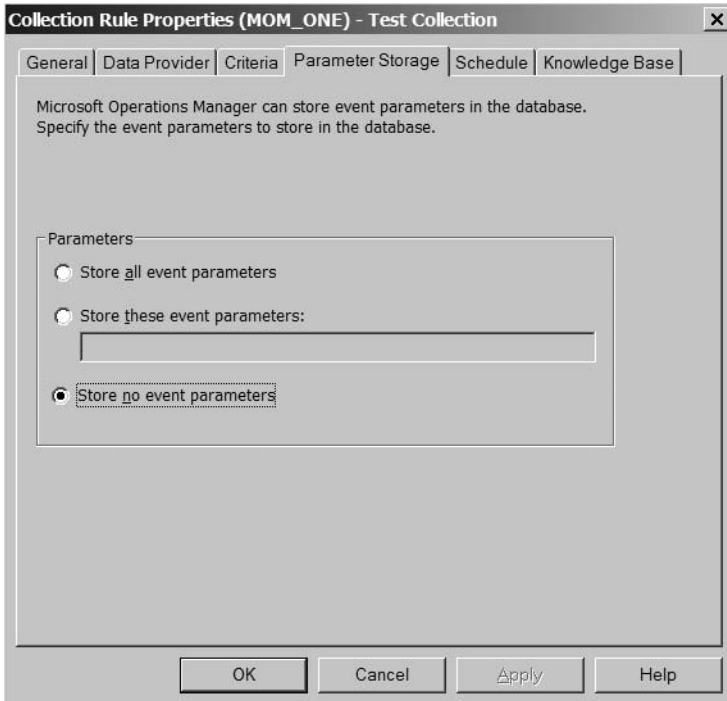 Collection Rule Properties (MOM_ONE) - Test Collection
General Data Provider Criteria Parameter Storage Schedule Knowledge Base
Microsoft Operations Manager can store event parameters in the database.
Specify the event parameters to store in the database.
Parameters
Store all event parameters
Store these event parameters:
Store no event parameters
OK Cancel Apply Help